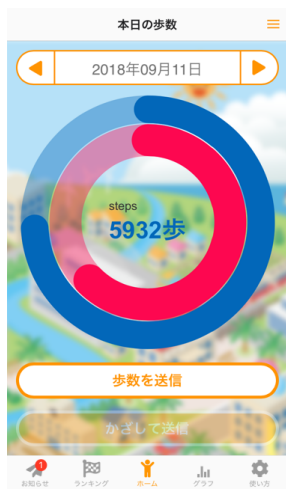 本日の歩数
2018年09月11日
steps
5932歩
歩数を送信
かざして送信
1
お知らせ ランキング ホーム グラフ 使い方